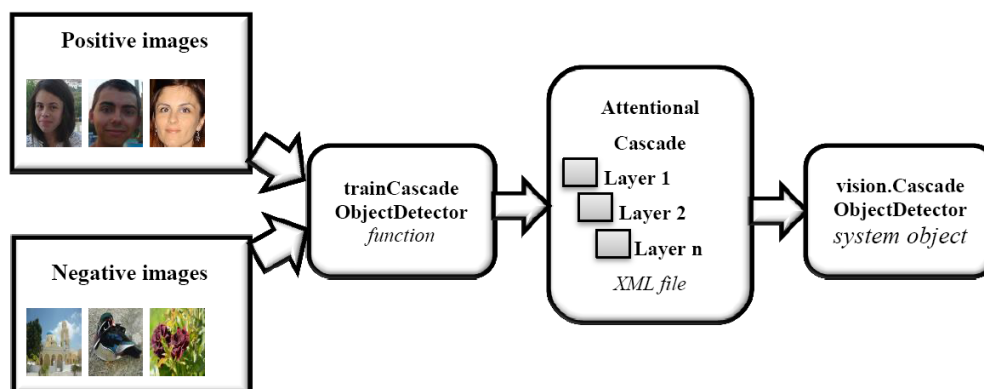 Positive images
Negative images
trainCascade
ObjectDetector
function
Attentional
Cascade
Layer 1
Layer 2
Layer n
XML file
vision.Cascade
ObjectDetector
system object